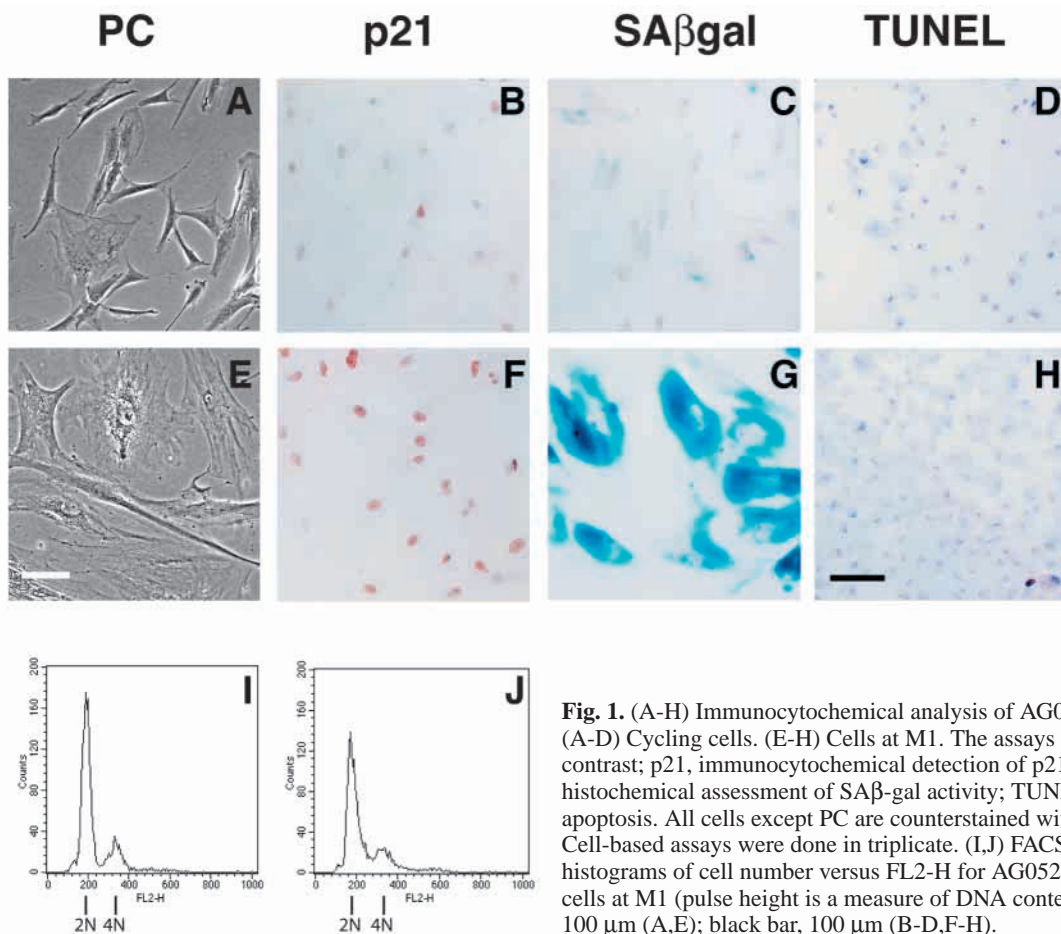 PC p21 SAβgal TUNEL
A B C D
E F G H
I J
200
160
120
80
40
0
Counts
0 200 400 600 800 1000
FL2-H
2N 4N
200
160
120
80
40
0
Counts
0 200 400 600 800 1000
FL2-H
2N 4N
Fig. 1. (A-H) Immunocytochemical analysis of AG0
(A-D) Cycling cells. (E-H) Cells at M1. The assays
contrast; p21, immunocytochemical detection of p21
histochemical assessment of SAβ-gal activity; TUN
apoptosis. All cells except PC are counterstained wi
Cell-based assays were done in triplicate. (I,J) FACS
histograms of cell number versus FL2-H for AG052
cells at M1 (pulse height is a measure of DNA conte
100 μm (A,E); black bar, 100 μm (B-D,F-H).